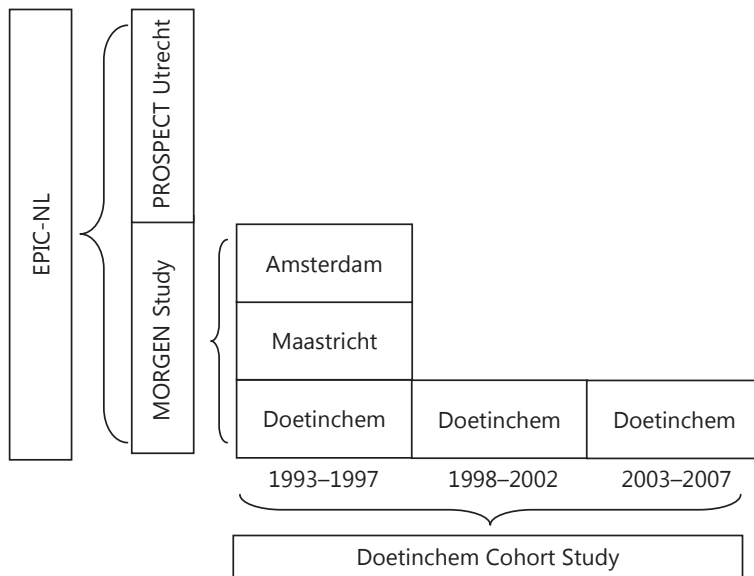 EPIC-NL
PROSPECT Utrecht
MORGEN Study
Amsterdam
Maastricht
Doetinchem
Doetinchem
Doetinchem
1993–1997
1998–2002
2003–2007
Doetinchem Cohort Study